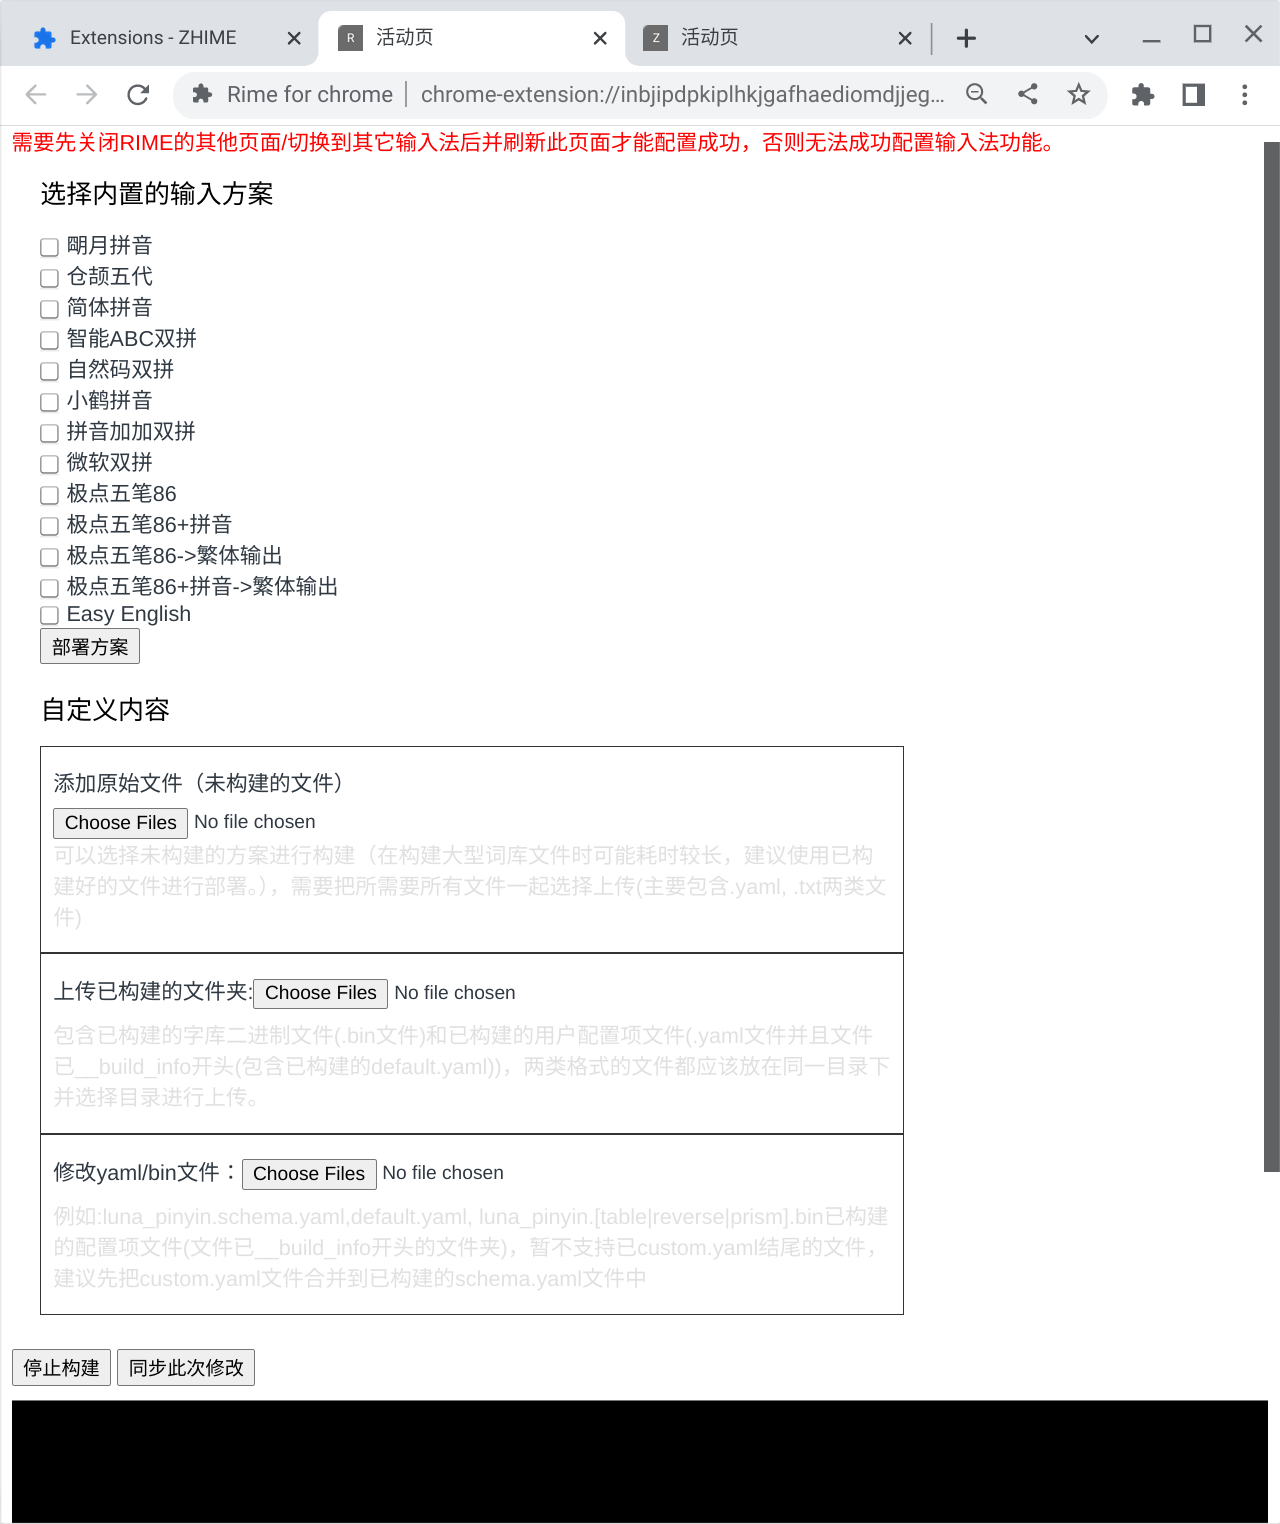 Extensions - ZHIME
R 活动页
Z 活动页
Rime for chrome | chrome-extension://inbjipdpkiplhkjgafhaediomdjjeg...
需要先关闭RIME的其他页面/切换到其它输入法后并刷新此页面才能配置成功，否则无法成功配置输入法功能。
选择内置的输入方案
朙月拼音
仓颉五代
简体拼音
智能ABC双拼
自然码双拼
小鹤拼音
拼音加加双拼
微软双拼
极点五笔86
极点五笔86+拼音
极点五笔86->繁体输出
极点五笔86+拼音->繁体输出
Easy English
部署方案
自定义内容
添加原始文件（未构建的文件）
Choose Files No file chosen
可以选择未构建的方案进行构建（在构建大型词库文件时可能耗时较长，建议使用已构
建好的文件进行部署。），需要把所需要所有文件一起选择上传(主要包含.yaml, .txt两类文
件)
上传已构建的文件夹:Choose Files No file chosen
包含已构建的字库二进制文件(.bin文件)和已构建的用户配置项文件(.yaml文件并且文件
已__build_info开头(包含已构建的default.yaml))，两类格式的文件都应该放在同一目录下
并选择目录进行上传。
修改yaml/bin文件：Choose Files No file chosen
例如:luna_pinyin.schema.yaml,default.yaml, luna_pinyin.[table|reverse|prism].bin已构建
的配置项文件(文件已__build_info开头的文件夹)，暂不支持已custom.yaml结尾的文件，
建议先把custom.yaml文件合并到已构建的schema.yaml文件中
停止构建 同步此次修改